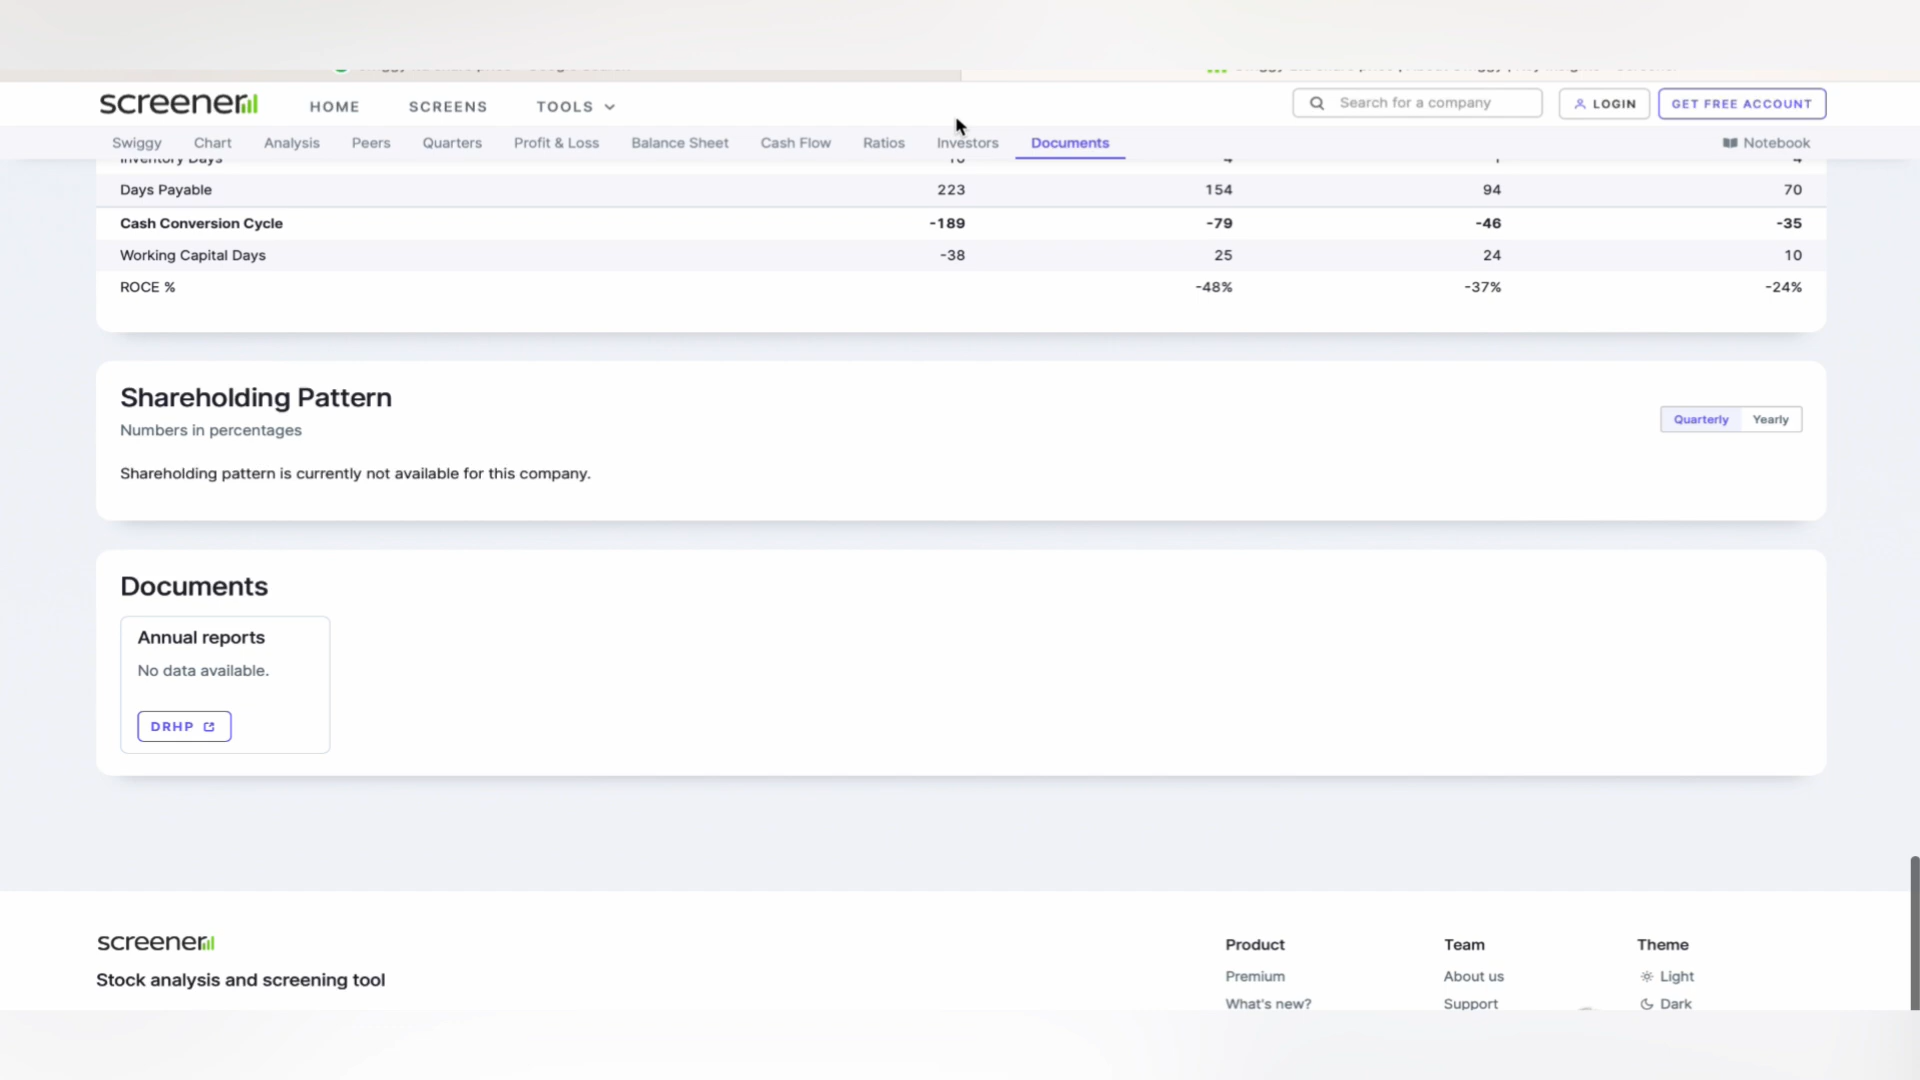 screener
HOME SCREENS TOOLS
Search for a company
LOGIN
GET FREE ACCOUNT
Swiggy Chart Analysis Peers Quarters Profit & Loss Balance Sheet Cash Flow Ratios Investors Documents Notebook
Inventory Days 4 4
Days Payable 223 154 94 70
Cash Conversion Cycle -189 -79 -46 -35
Working Capital Days -38 25 24 10
ROCE % -48% -37% -24%
Shareholding Pattern
Numbers in percentages
Quarterly Yearly
Shareholding pattern is currently not available for this company.
Documents
Annual reports
No data available.
DRHP
screener
Stock analysis and screening tool
Product Team Theme
Premium About us Light
What's new? Support Dark